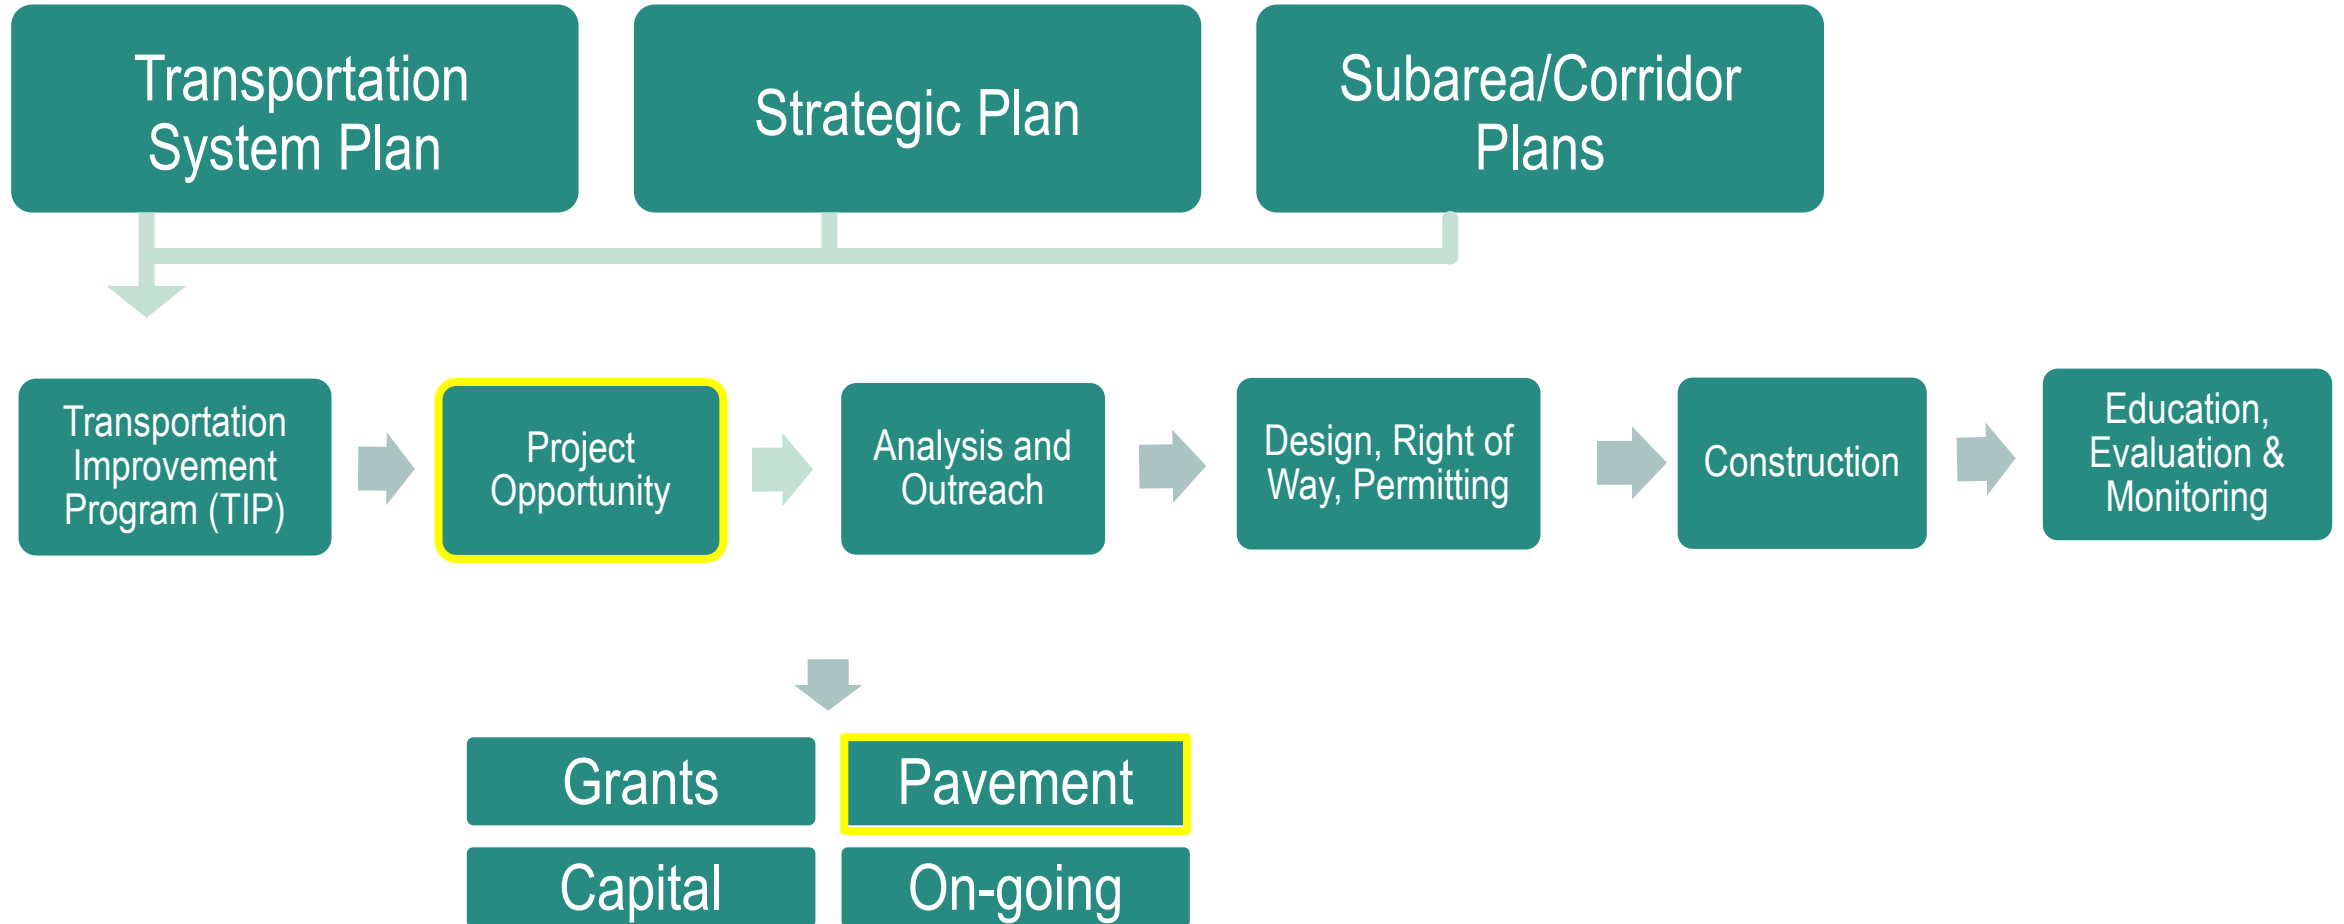 Transportation
System Plan
Strategic Plan
Subarea/Corridor
Plans
Transportation
Improvement
Program (TIP)
Project
Opportunity
Analysis and
Outreach
Design, Right of
Way, Permitting
Construction
Education,
Evaluation &
Monitoring
Grants
Pavement
Capital
On-going